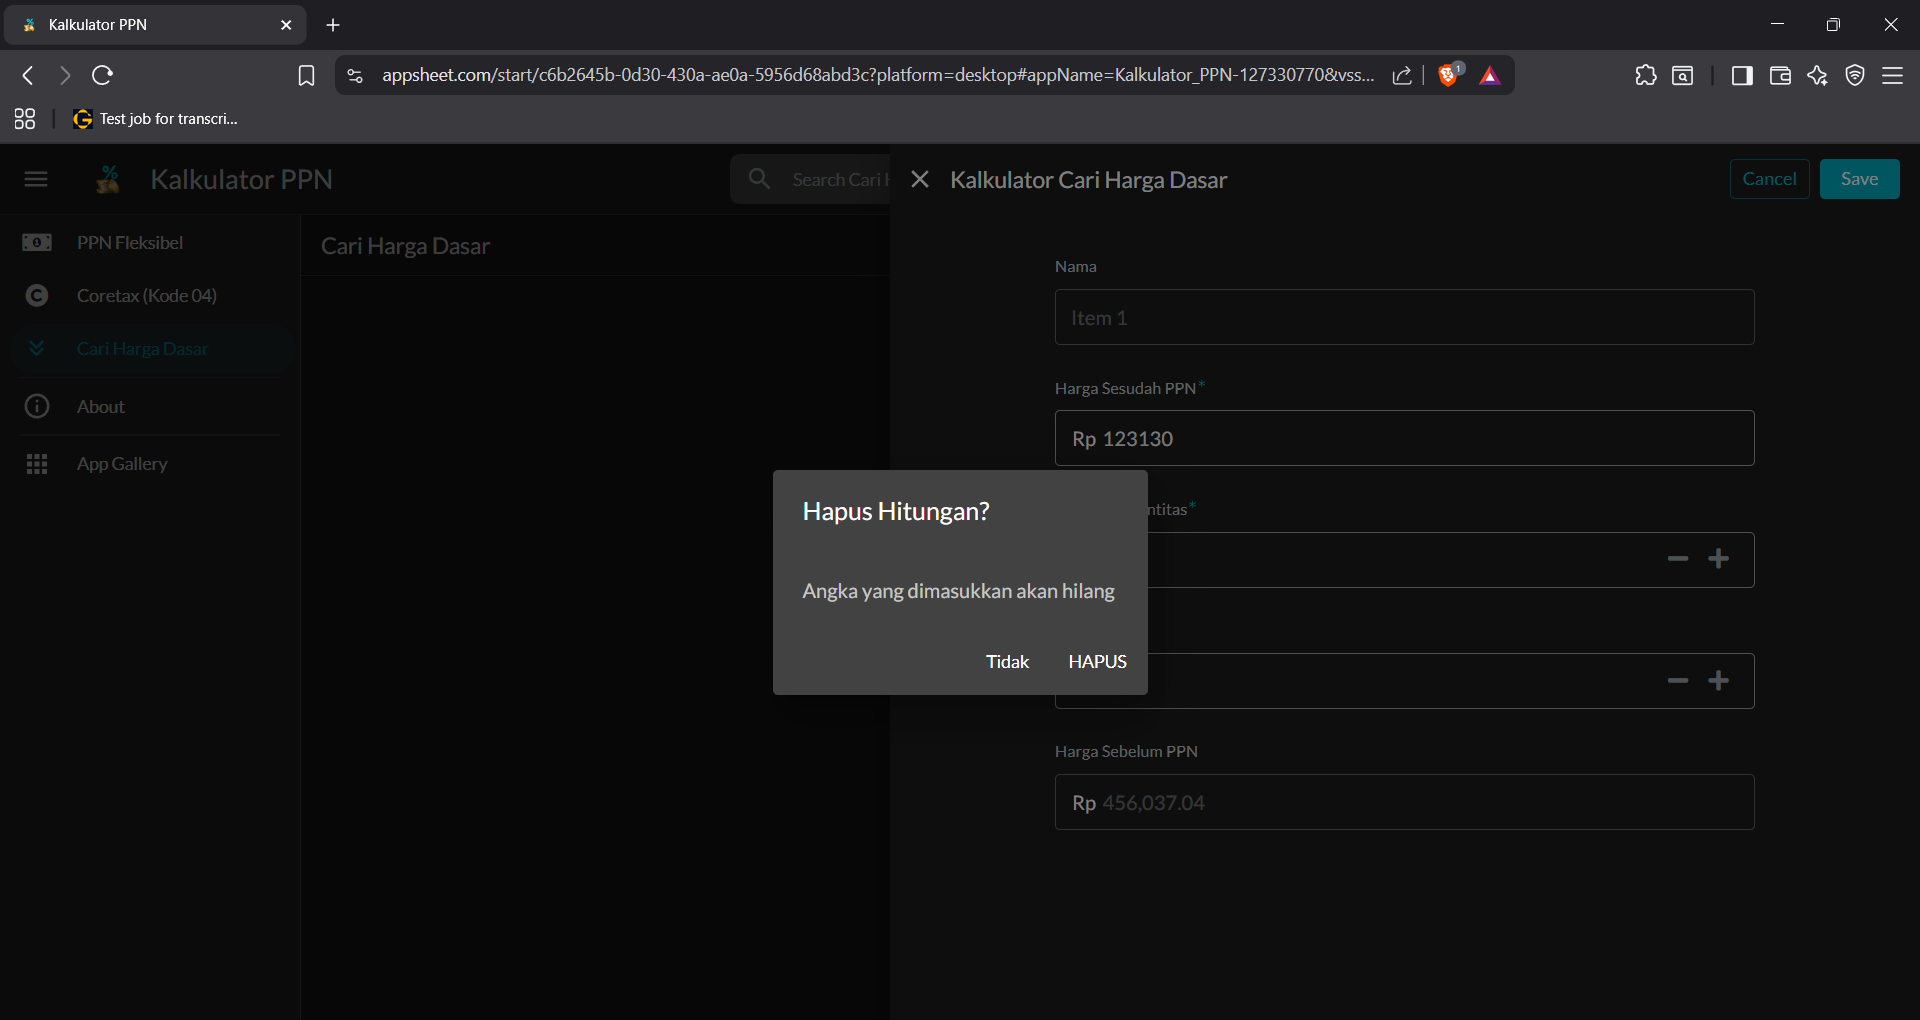 Kalkulator PPN
appsheet.com/start/c6b2645b-0d30-430a-ae0a-5956d68abd3c?platform=desktop#appName=Kalkulator_PPN-127330770&vss...
1
Test job for transcri...
Kalkulator PPN
Search Cari
Kalkulator Cari Harga Dasar
Cancel
Save
PPN Fleksibel
Coretax (Kode 04)
Cari Harga Dasar
About
App Gallery
Cari Harga Dasar
Nama
Item 1
Harga Sesudah PPN*
Rp 123130
ntitas*
Hapus Hitungan?
Angka yang dimasukkan akan hilang
Tidak
HAPUS
Harga Sebelum PPN
Rp 456,037.04